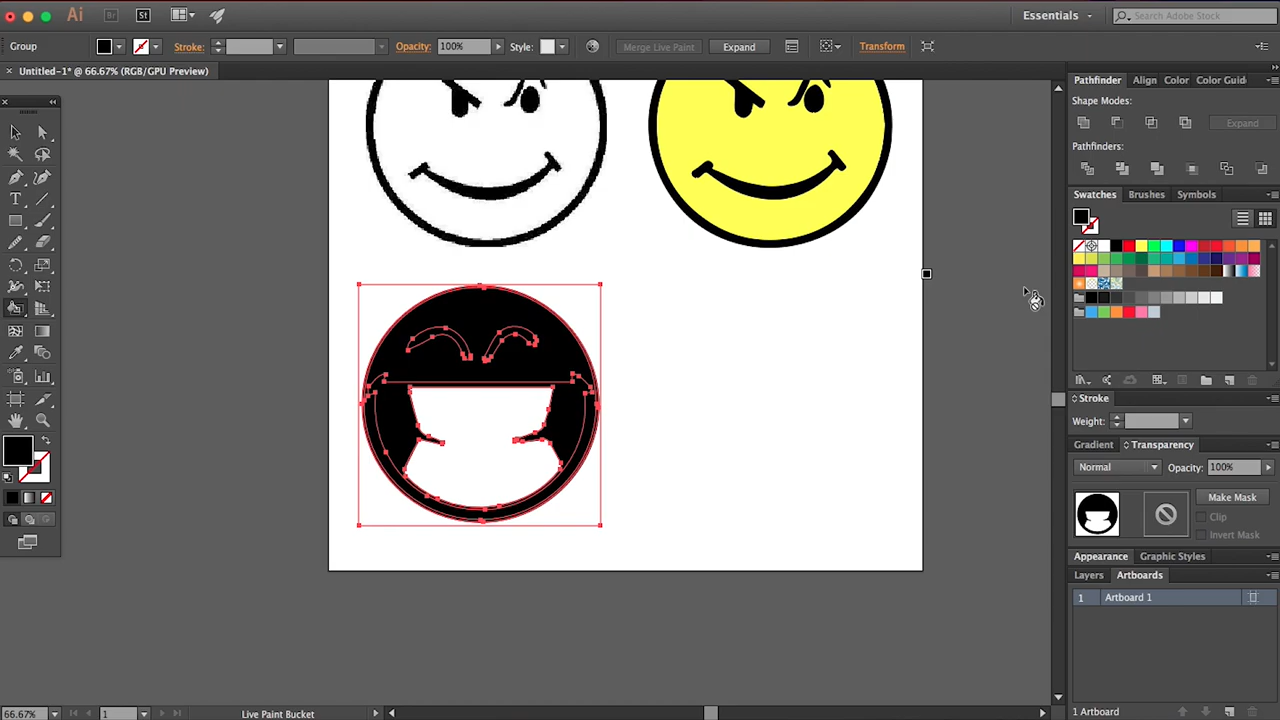 Ai Br St Essentials Search Adobe Stock
Group Stroke: Opacity: 100% Style: Merge Live Paint Expand Transform
× Untitled-1* @ 66.67% (RGB/GPU Preview)
Pathfinder Align Color Color Guid
Shape Modes:
Expand
Pathfinders:
Swatches Brushes Symbols
T
Stroke
Weight:
Gradient Transparency
Normal Opacity: 100%
Make Mask
Clip
Invert Mask
Appearance Graphic Styles
Layers Artboards
1 Artboard 1
66.67% 1 Live Paint Bucket 1 Artboard